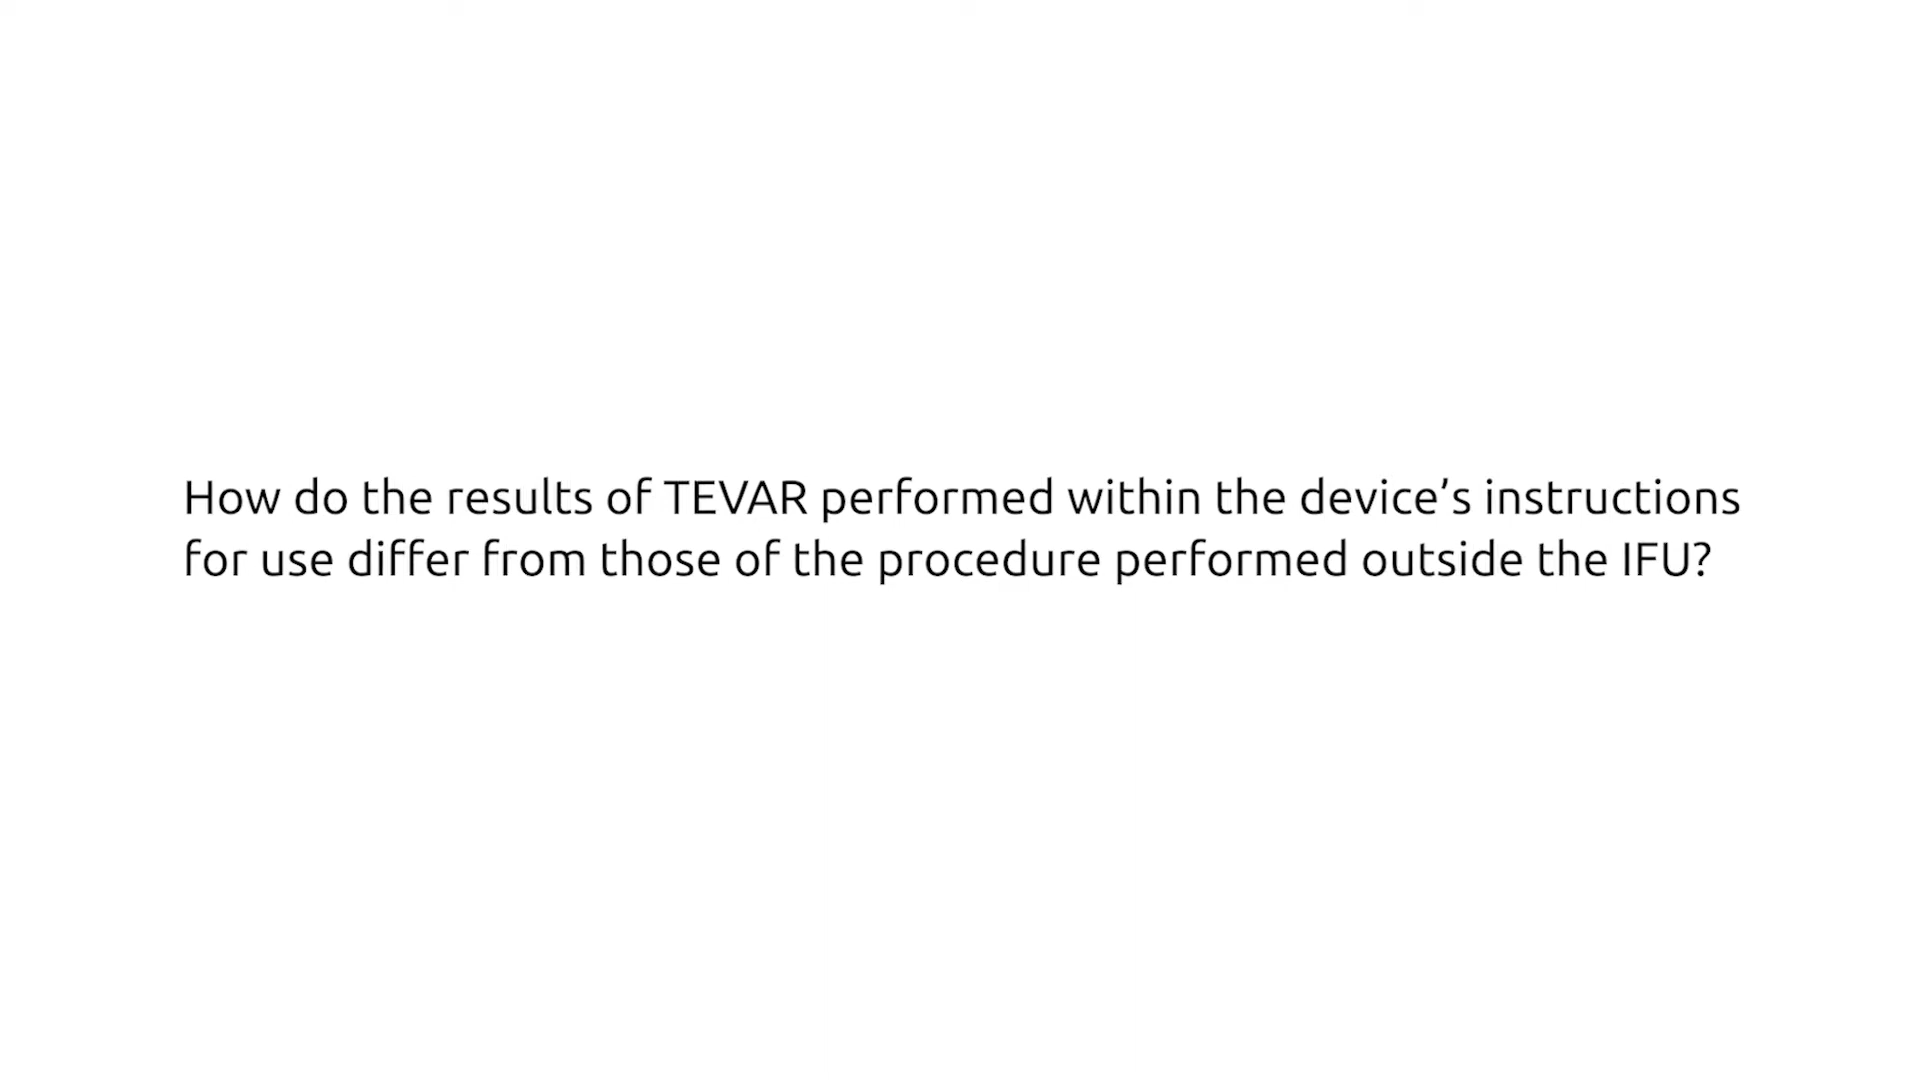 How do the results of TEVAR performed within the device’s instructions
for use differ from those of the procedure performed outside the IFU?